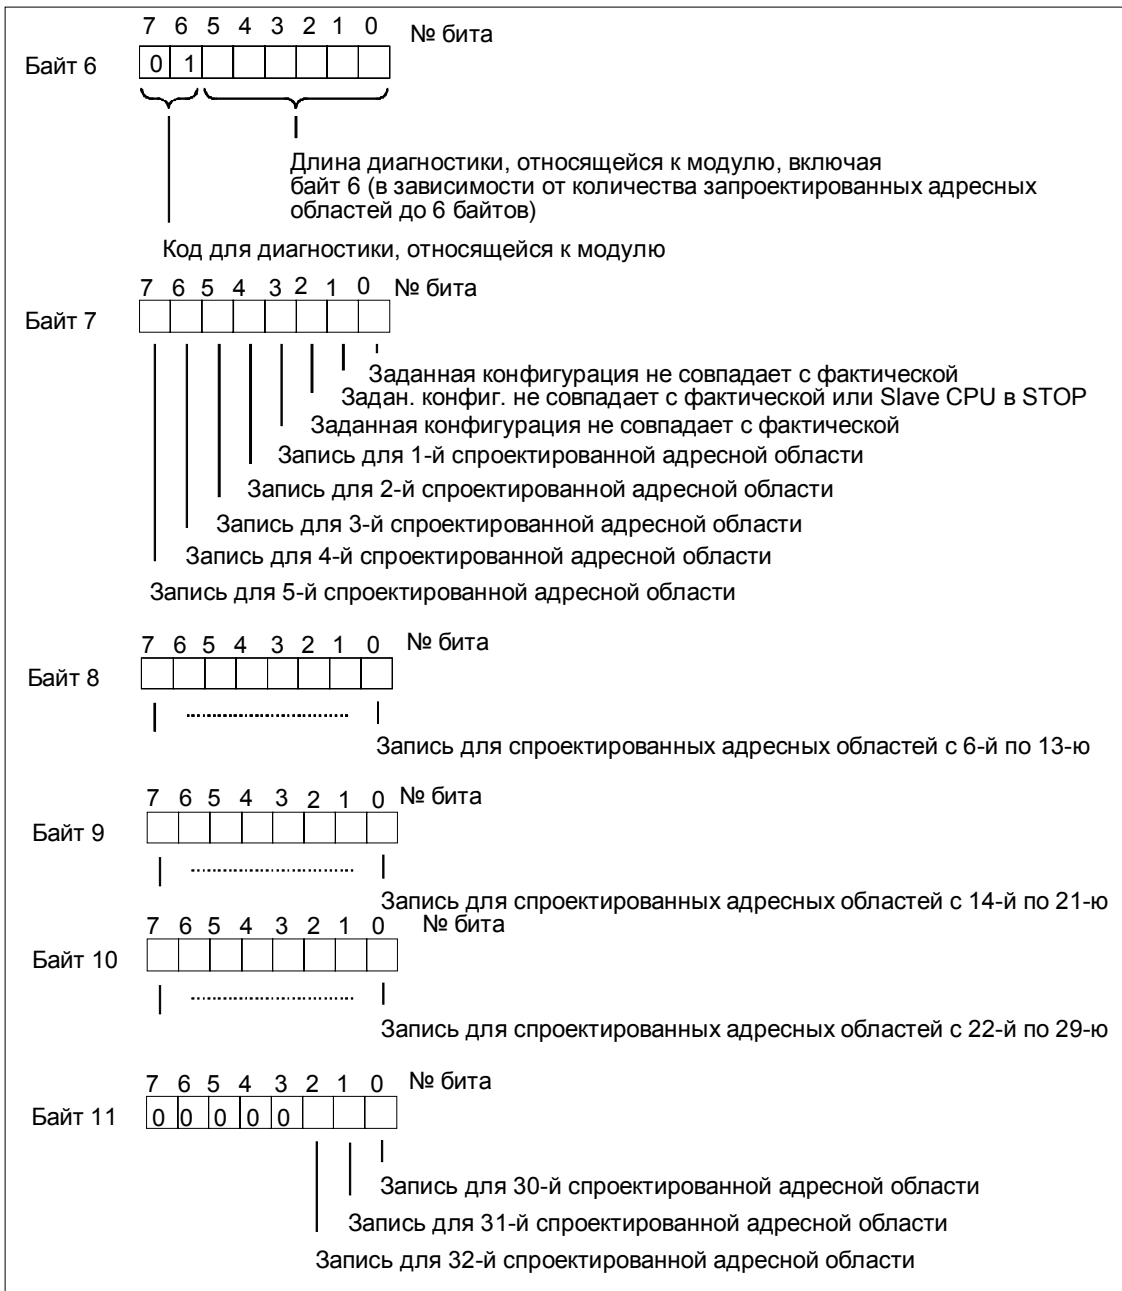 7 6 5 4 3 2 1 0 № бита
Байт 6 0 1
Длина диагностики, относящейся к модулю, включая
байт 6 (в зависимости от количества запроектированных адресных
областей до 6 байтов)
Код для диагностики, относящейся к модулю
7 6 5 4 3 2 1 0 № бита
Байт 7
Заданная конфигурация не совпадает с фактической
Задан. конфиг. не совпадает с фактической или Slave CPU в STOP
Заданная конфигурация не совпадает с фактической
Запись для 1-й спроектированной адресной области
Запись для 2-й спроектированной адресной области
Запись для 3-й спроектированной адресной области
Запись для 4-й спроектированной адресной области
Запись для 5-й спроектированной адресной области
7 6 5 4 3 2 1 0 № бита
Байт 8
Запись для спроектированных адресных областей с 6-й по 13-ю
7 6 5 4 3 2 1 0 № бита
Байт 9
Запись для спроектированных адресных областей с 14-й по 21-ю
7 6 5 4 3 2 1 0 № бита
Байт 10
Запись для спроектированных адресных областей с 22-й по 29-ю
7 6 5 4 3 2 1 0 № бита
Байт 11 0 0 0 0 0
Запись для 30-й спроектированной адресной области
Запись для 31-й спроектированной адресной области
Запись для 32-й спроектированной адресной области